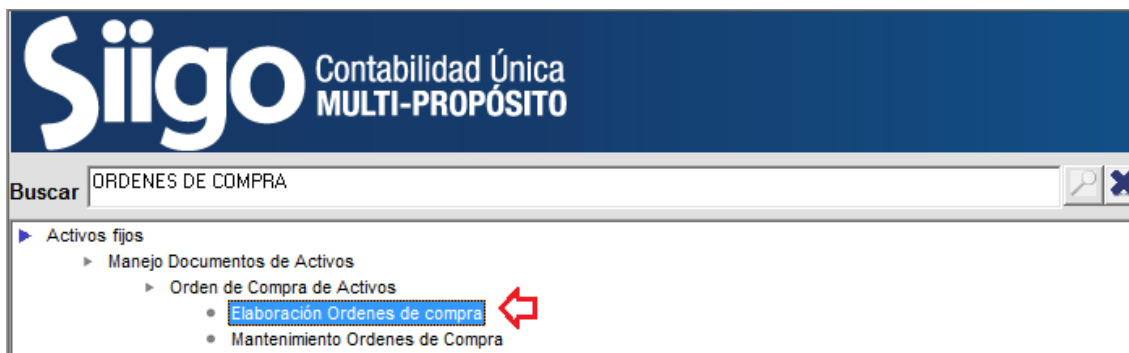 Siigo Contabilidad Única
MULTI-PROPÓSITO
Buscar ORDENES DE COMPRA
Activos fijos
Manejo Documentos de Activos
Orden de Compra de Activos
Elaboración Ordenes de compra
Mantenimiento Ordenes de Compra